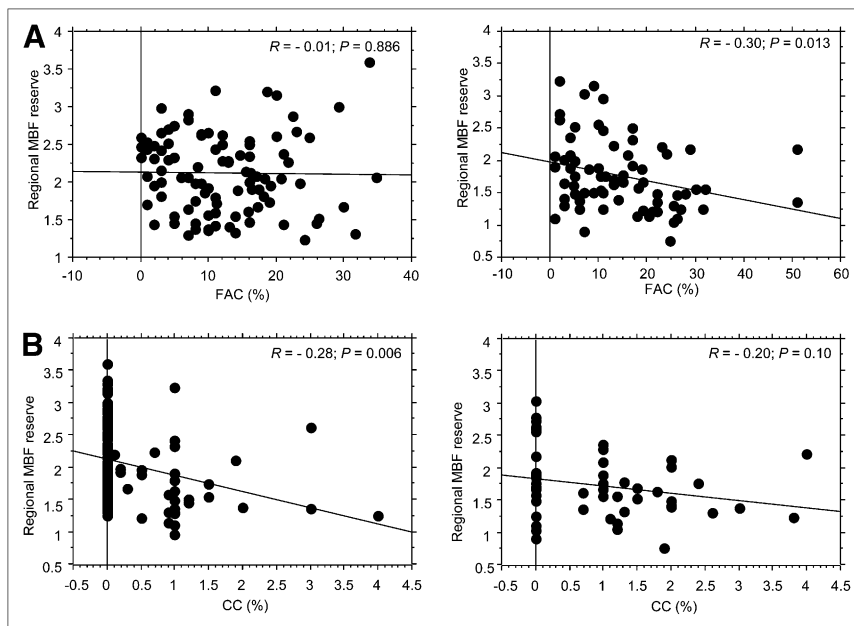 A
R = - 0.01; P = 0.886
Regional MBF reserve
4
3.5
3
2.5
2
1.5
1
-10 0 10 20 30 40
FAC (%)
R = - 0.30; P = 0.013
Regional MBF reserve
4
3.5
3
2.5
2
1.5
1
0.5
-10 0 10 20 30 40 50 60
FAC (%)
B
R = - 0.28; P = 0.006
Regional MBF reserve
4
3.5
3
2.5
2
1.5
1
0.5
-0.5 0 0.5 1.0 1.5 2 2.5 3 3.5 4 4.5
CC (%)
R = - 0.20; P = 0.10
Regional MBF reserve
4
3.5
3
2.5
2
1.5
1
0.5
-0.5 0 0.5 1 1.5 2 2.5 3 3.5 4 4.5
CC (%)